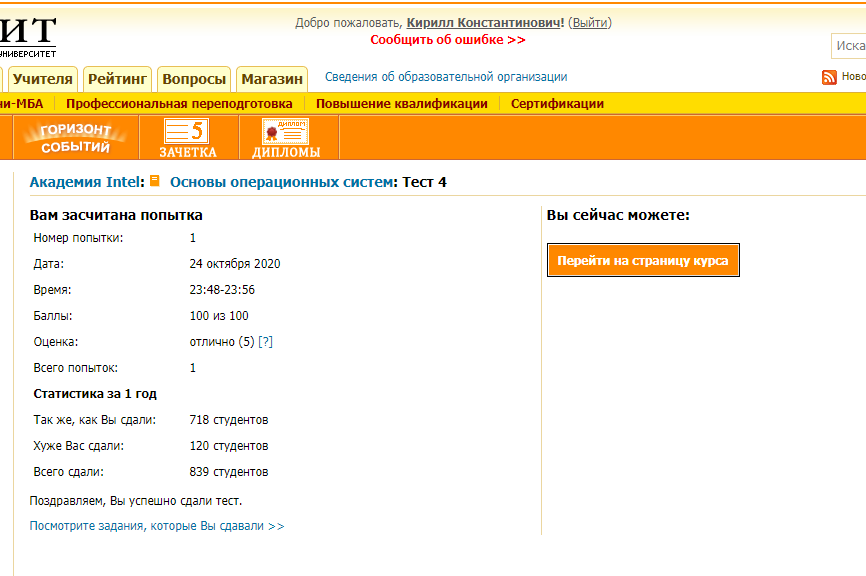 ИТ
УНИВЕРСИТЕТ
Добро пожаловать, Кирилл Константинович! (Выйти)
Сообщить об ошибке >>
Иска
Учителя Рейтинг Вопросы Магазин Сведения об образовательной организации
Ново
ни-МБА Профессиональная переподготовка Повышение квалификации Сертификации
ГОРИЗОНТ
СОБЫТИЙ
5
ЗАЧЕТКА
ДИПЛОМ
ДИПЛОМЫ
Академия Intel: Основы операционных систем: Тест 4
Вам засчитана попытка
Номер попытки: 1
Дата: 24 октября 2020
Время: 23:48-23:56
Баллы: 100 из 100
Оценка: отлично (5) [?]
Всего попыток: 1
Статистика за 1 год
Так же, как Вы сдали: 718 студентов
Хуже Вас сдали: 120 студентов
Всего сдали: 839 студентов
Поздравляем, Вы успешно сдали тест.
Посмотрите задания, которые Вы сдавали >>
Вы сейчас можете:
Перейти на страницу курса